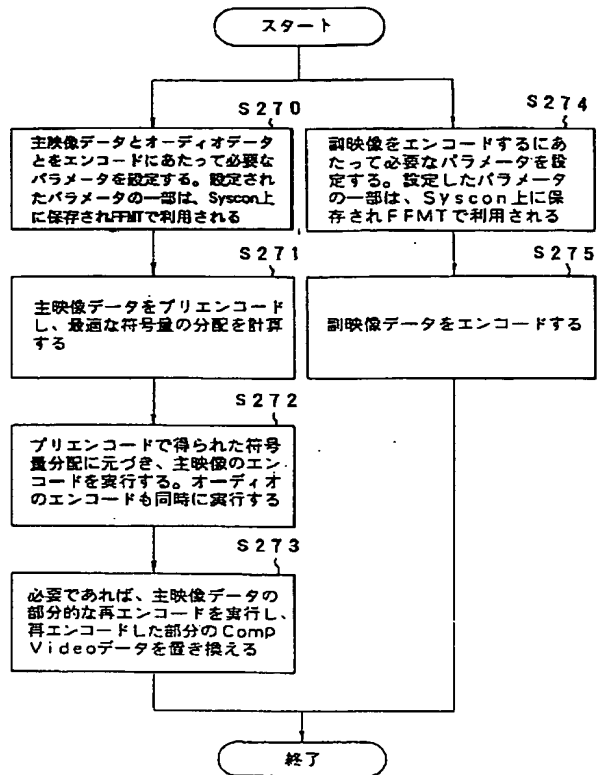 スタート
S270
主映像データとオーディオデータ
とをエンコードにあたって必要な
パラメータを設定する。設定され
たパラメータの一部は、Syscon上
に保存されFFMTで利用される
S274
副映像をエンコードするにあ
たって必要なパラメータを設
定する。設定したパラメータ
の一部は、Syscon上に保
存されFFMTで利用される
S271
主映像データをプリエンコード
し、最適な符号量の分配を計算
する
S275
副映像データをエンコードする
S272
プリエンコードで得られた符号
量分配に元づき、主映像のエン
コードを実行する。オーディオ
のエンコードも同時に実行する
S273
必要であれば、主映像データの
部分的な再エンコードを実行し、
再エンコードした部分のComp
Videoデータを置き換える
終了